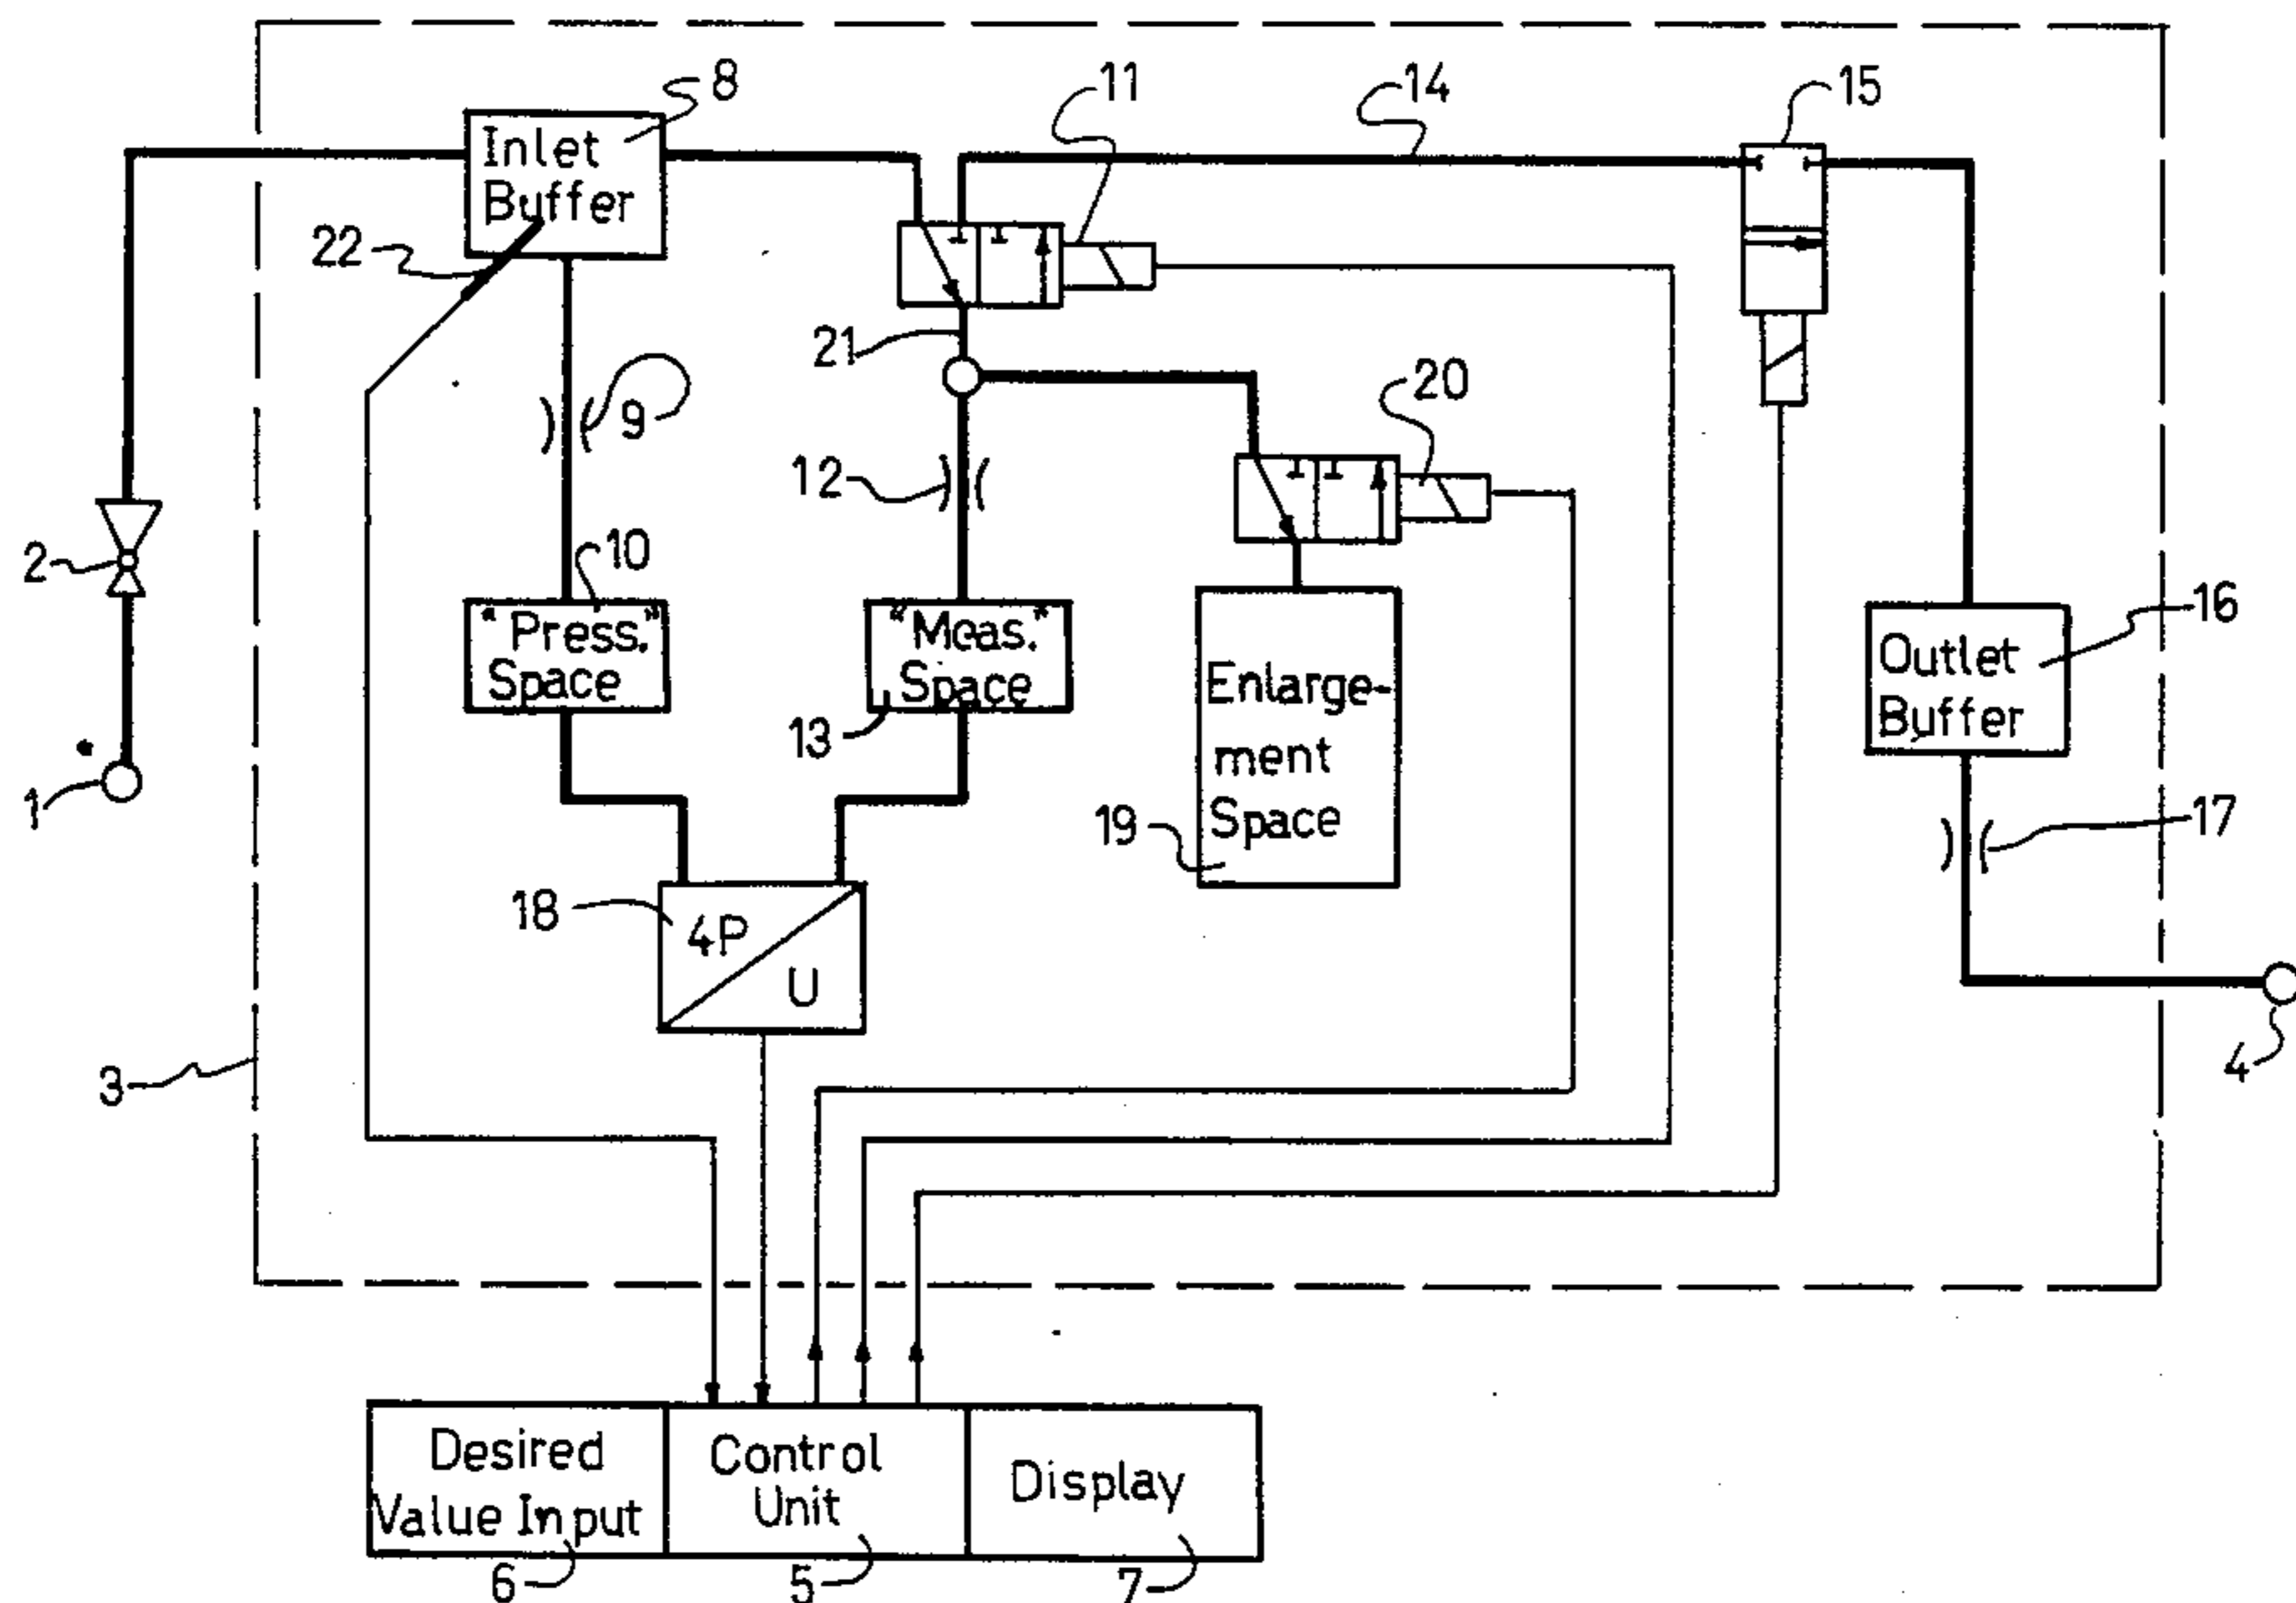 8
11
14
15
Inlet
Buffer
22
21
20
9
12
2
10
"Press."
Space
"Meas."
Space
16
Outlet
Buffer
Enlarge-
ment
Space
13
1
19
17
18
4P
U
3
4
Desired
Value Input
Control
Unit
Display
6
5
7